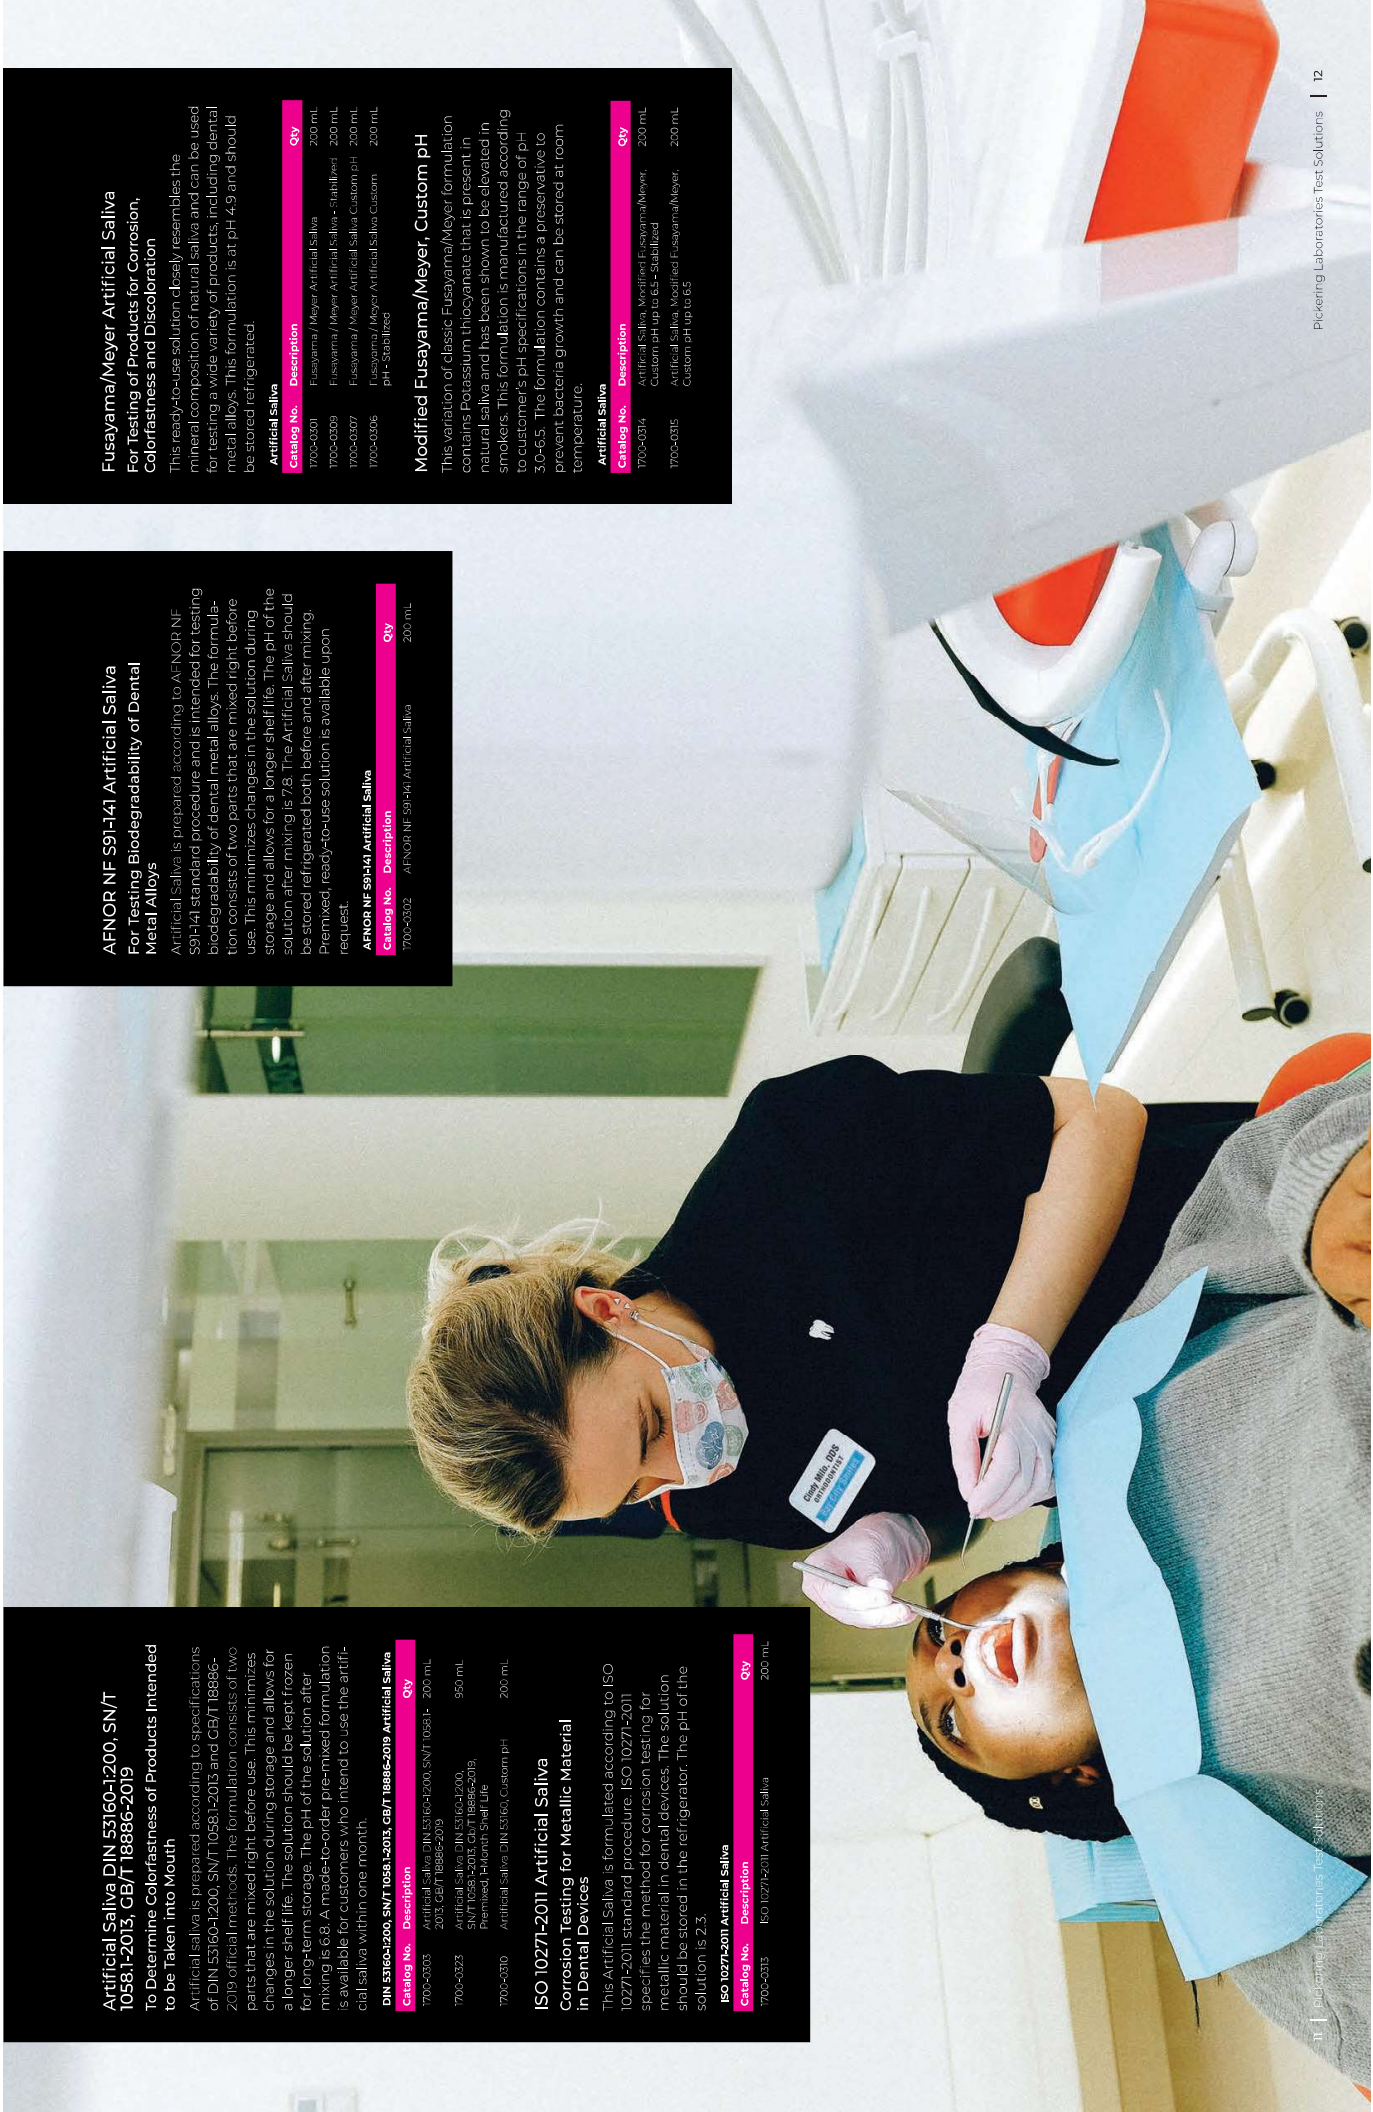 Artificial Saliva DIN 53160-1:200, SN/T
1058.1-2013, GB/T 18886-2019
To Determine Colorfastness of Products Intended
to be Taken into Mouth
Artificial saliva is prepared according to specifications
of DIN 53160-1:200, SN/T 1058.1-2013 and GB/T 18886-
2019 official methods. The formulation consists of two
parts that are mixed right before use. This minimizes
changes in the solution during storage and allows for
a longer shelf life. The solution should be kept frozen
for long-term storage. The pH of the solution after
mixing is 6.8. A made-to-order pre-mixed formulation
is available for customers who intend to use the artifi-
cial saliva within one month.
DIN 53160-1:200, SN/T 1058.1-2013, GB/T 18886-2019 Artificial Saliva
Catalog No. Description Qty
1700-0303 Artificial Saliva DIN 53160-1:200, SN/T 1058.1- 200 mL
2013, GB/T 18886-2019
1700-0323 Artificial Saliva DIN 53160-1:200, 950 mL
SN/T 1058.1-2013, Gb/T 18886-2019,
Premixed, 1-Month Shelf Life
1700-0310 Artificial Saliva DIN 53160, Custom pH 200 mL
ISO 10271-2011 Artificial Saliva
Corrosion Testing for Metallic Material
in Dental Devices
This Artificial Saliva is formulated according to ISO
10271-2011 standard procedure. ISO 10271-2011
specifies the method for corrosion testing for
metallic material in dental devices. The solution
should be stored in the refrigerator. The pH of the
solution is 2.3.
ISO 10271-2011 Artificial Saliva
Catalog No. Description Qty
1700-0313 ISO 10271-2011 Artificial Saliva 200 mL
Cindy Milo, DDS
ORTHODONTIST
11 | Pickering Laboratories Test Solutions
AFNOR NF S91-141 Artificial Saliva
For Testing Biodegradability of Dental
Metal Alloys
Artificial Saliva is prepared according to AFNOR NF
S91-141 standard procedure and is intended for testing
biodegradability of dental metal alloys. The formula-
tion consists of two parts that are mixed right before
use. This minimizes changes in the solution during
storage and allows for a longer shelf life. The pH of the
solution after mixing is 7.8. The Artificial Saliva should
be stored refrigerated both before and after mixing.
Premixed, ready-to-use solution is available upon
request.
AFNOR NF S91-141 Artificial Saliva
Catalog No. Description Qty
1700-0302 AFNOR NF S91-141 Artificial Saliva 200 mL
Fusayama/Meyer Artificial Saliva
For Testing of Products for Corrosion,
Colorfastness and Discoloration
This ready-to-use solution closely resembles the
mineral composition of natural saliva and can be used
for testing a wide variety of products, including dental
metal alloys. This formulation is at pH 4.9 and should
be stored refrigerated.
Artificial Saliva
Catalog No. Description Qty
1700-0301 Fusayama / Meyer Artificial Saliva 200 mL
1700-0309 Fusayama / Meyer Artificial Saliva - Stabilized 200 mL
1700-0307 Fusayama / Meyer Artificial Saliva Custom pH 200 mL
1700-0306 Fusayama / Meyer Artificial Saliva Custom 200 mL
pH - Stabilized
Modified Fusayama/Meyer, Custom pH
This variation of classic Fusayama/Meyer formulation
contains Potassium thiocyanate that is present in
natural saliva and has been shown to be elevated in
smokers. This formulation is manufactured according
to customer's pH specifications in the range of pH
3.0-6.5. The formulation contains a preservative to
prevent bacteria growth and can be stored at room
temperature.
Artificial Saliva
Catalog No. Description Qty
1700-0314 Artificial Saliva, Modified Fusayama/Meyer, 200 mL
Custom pH up to 6.5 - Stabilized
1700-0315 Artificial Saliva, Modified Fusayama/Meyer, 200 mL
Custom pH up to 6.5
Pickering Laboratories Test Solutions | 12